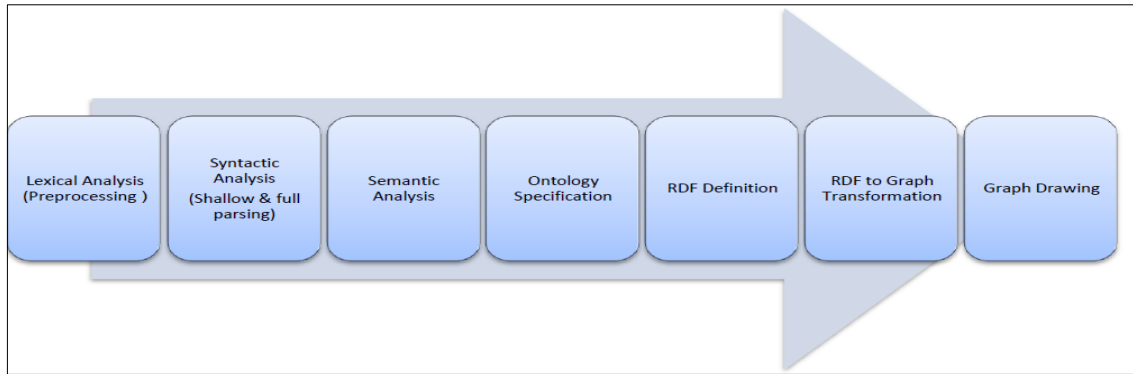 Lexical Analysis
(Preprocessing )
Syntactic
Analysis
(Shallow & full
parsing)
Semantic
Analysis
Ontology
Specification
RDF Definition
RDF to Graph
Transformation
Graph Drawing